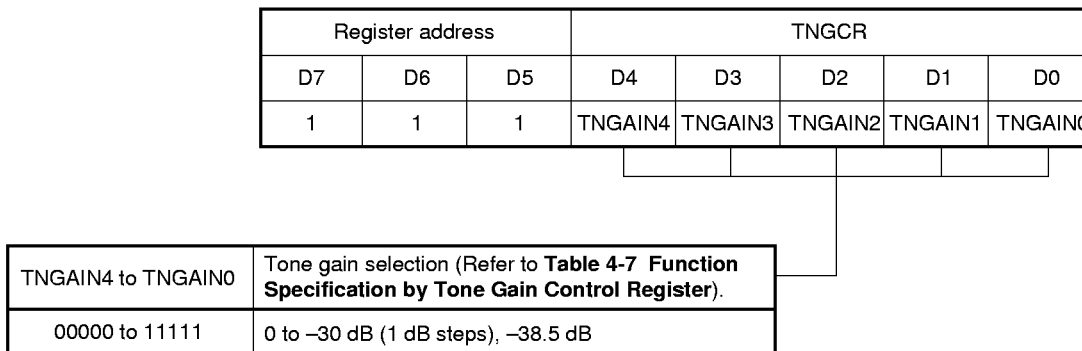 Register address TNGCR
D7 D6 D5 D4 D3 D2 D1 D0
1 1 1 TNGAIN4 TNGAIN3 TNGAIN2 TNGAIN1 TNGAIN0
TNGAIN4 to TNGAIN0 Tone gain selection (Refer to Table 4-7 Function
Specification by Tone Gain Control Register).
00000 to 11111 0 to –30 dB (1 dB steps), –38.5 dB